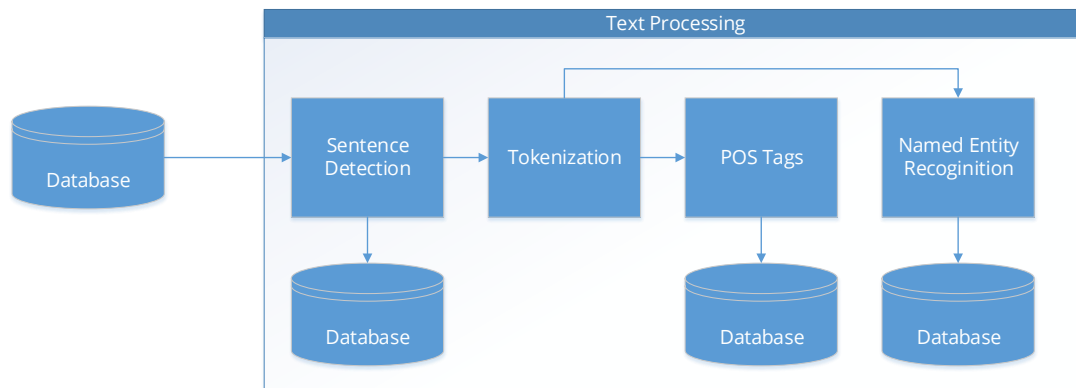 Text Processing
Database
Sentence
Detection
Tokenization
POS Tags
Named Entity
Recoginition
Database
Database
Database